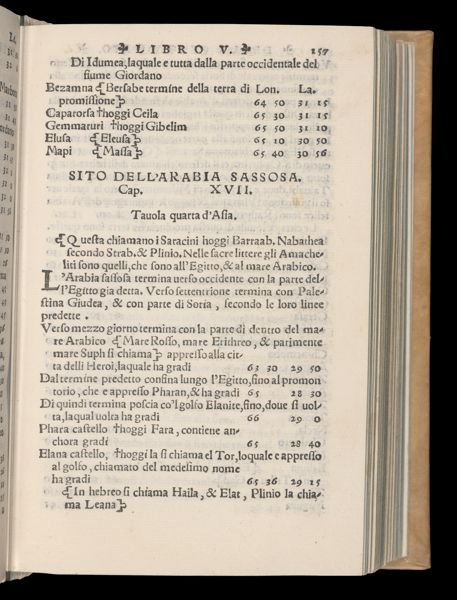 LIBRO V. 157
Di Idumea, laquale e tutta dalla parte occidentale del
fiume Giordano
Bezamna {Bersabe termine della terra di Lon. La.
promissione} 64 50 31 15
Caparorsa †hoggi Ceila 65 30 31 15
Gemmaruri †hoggi Gibelim 65 50 31 10
Elusa {Eleusa} 65 10 30 50
Mapi {Massa} 65 40 30 56
SITO DELL'ARABIA SASSOSA.
Cap. XVII.
Tauola quarta d'Asia.
{Questa chiamano i Saracini hoggi Barraab. Nabathea
secondo Strab. & Plinio. Nelle sacre littere gli Amache-
liti sono quelli, che sono all'Egitto, & al mare Arabico.
L'Arabia sassosa termina verso occidente con la parte del-
l'Egitto gia detta. Verso settentrione termina con Pale-
stina Giudea, & con parte di Soria, secondo le loro linee
predette.
Verso mezzo giorno termina con la parte di dentro del ma-
re Arabico {Mare Rosso, mare Erithreo, & parimente
mare Suph si chiama} appresso alla cit-
ta delli Heroi, laquale ha gradi 63 30 29 50
Dal termine predetto confina lungo l'Egitto, sino al promon
torio, che e appresso Pharan, & ha gradi 65 28 30
Di quindi termina poscia co'l golfo Elanite, sino, doue si uol-
ta, laqual uolta ha gradi 66 29 0
Phara castello †hoggi Fara, contiene an-
chora gradi 65 28 40
Elana castello, †hoggi la si chiama el Tor, loquale e appresso
al golfo, chiamato del medesimo nome
ha gradi 65 36 29 15
{In hebreo si chiama Haila, & Elat, Plinio la chia-
ma Leana}